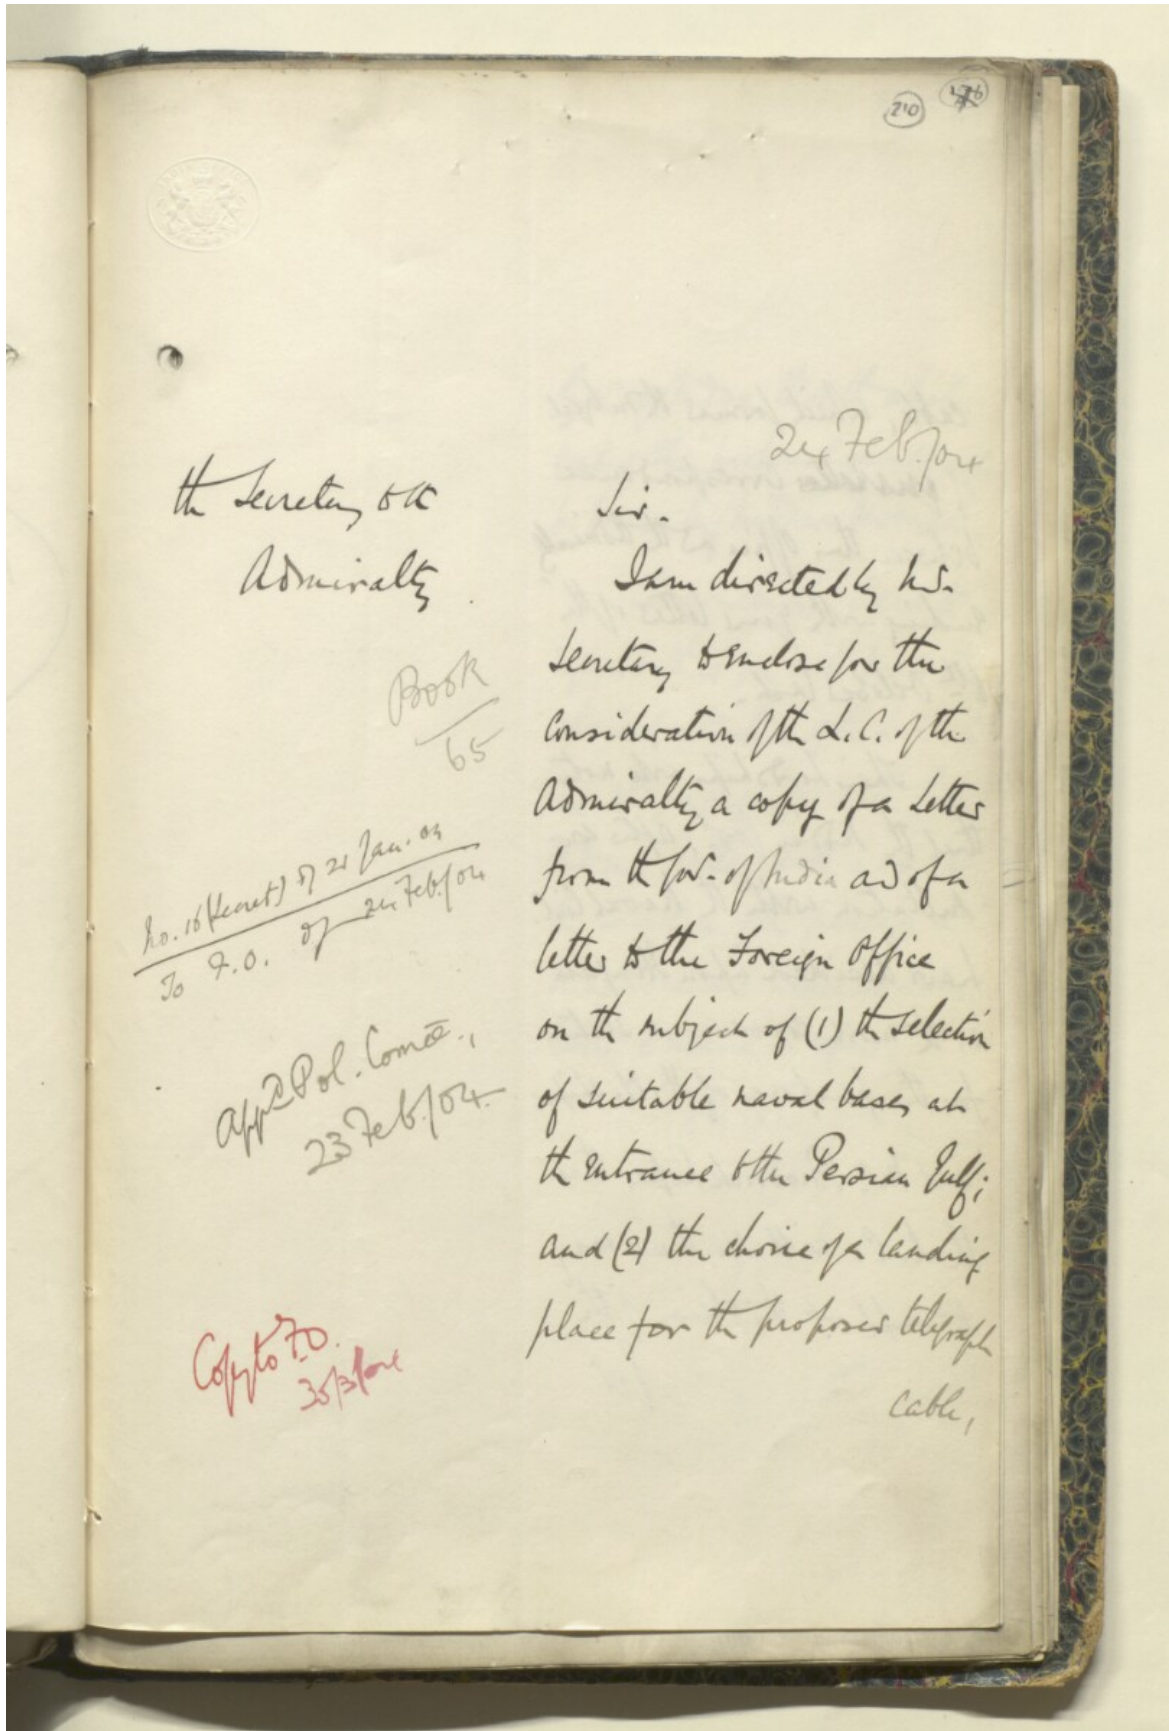 210
24 Feb./04
The Secretary to the
Admiralty.
Book
65
No. 16 (Secret) of 21 Jan. 04
To F.O. of 24 Feb./04
Appd Pol. Comee.,
23 Feb./04
Copy to F.O.
Sir.
I am directed by Mr.
Secretary to enclose for the
Consideration of the L. C. of the
Admiralty a copy of a Letter
from the Gov. of India and of a
letter to the Foreign Office
on the subject of (1) the selection
of suitable naval bases at
the entrance to the Persian Gulf;
and (2) the choice of a landing
place for the proposed telegraph
cable,